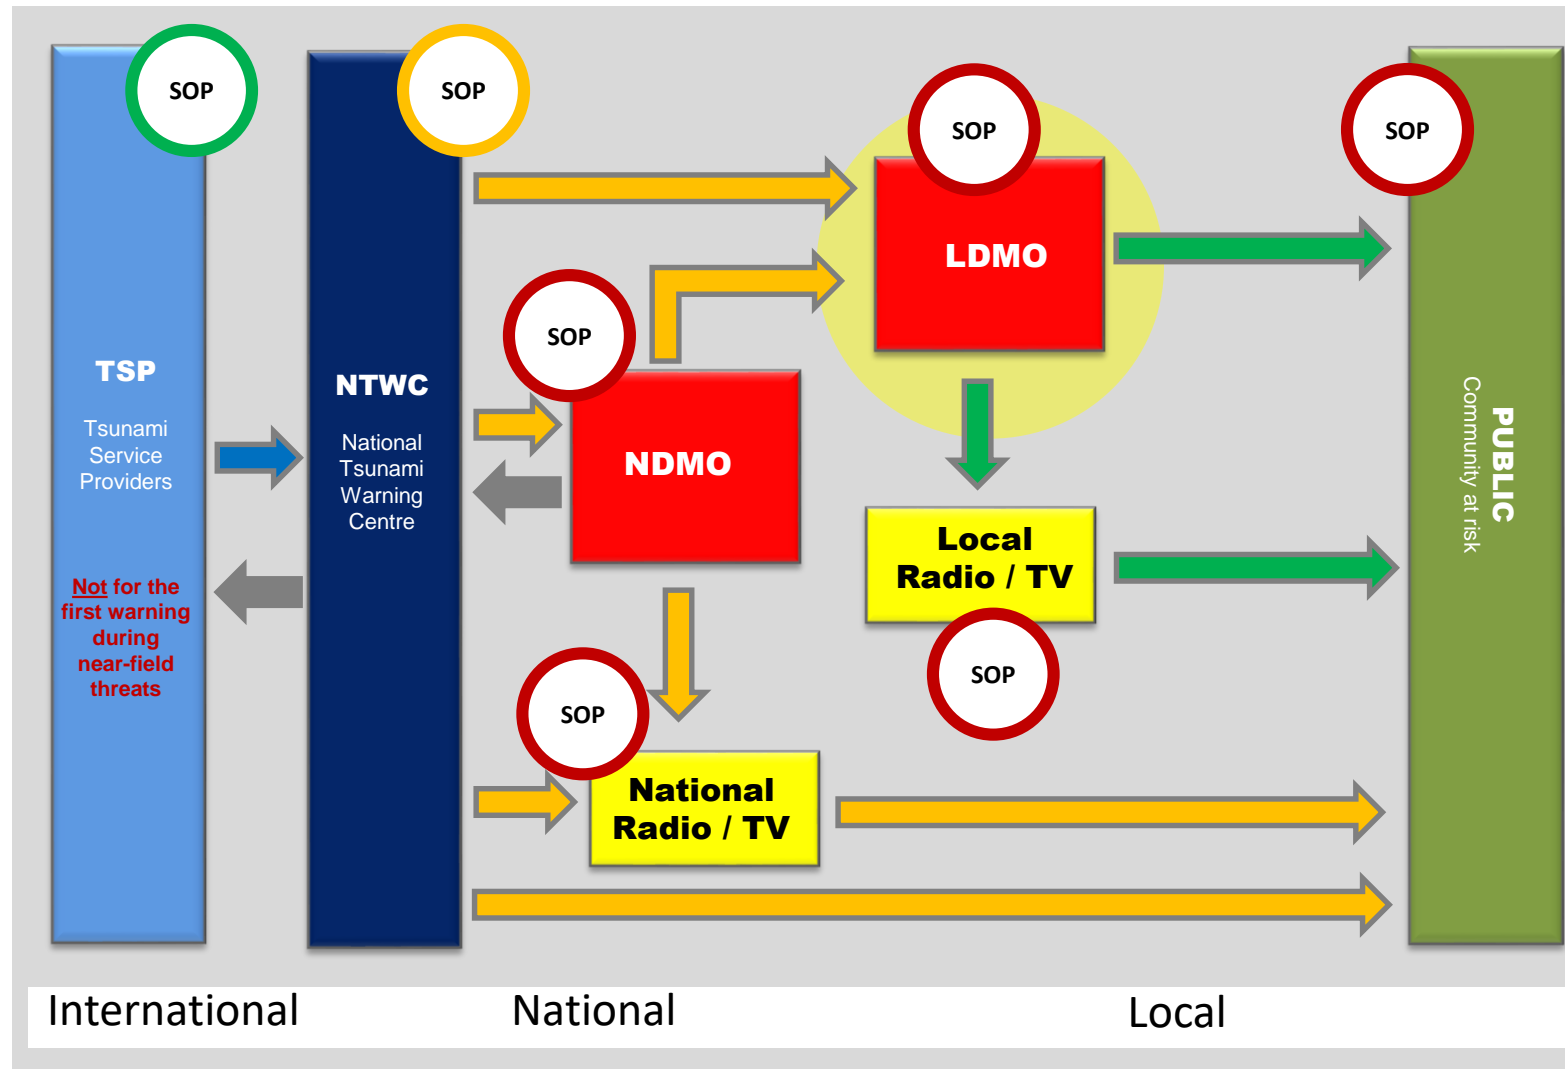 SOP
TSP
Tsunami
Service
Providers
Not for the
first warning
during
near-field
threats
SOP
NTWC
National
Tsunami
Warning
Centre
SOP
NDMO
SOP
National
Radio / TV
SOP
LDMO
Local
Radio / TV
SOP
SOP
PUBLIC
Community at risk
International
National
Local